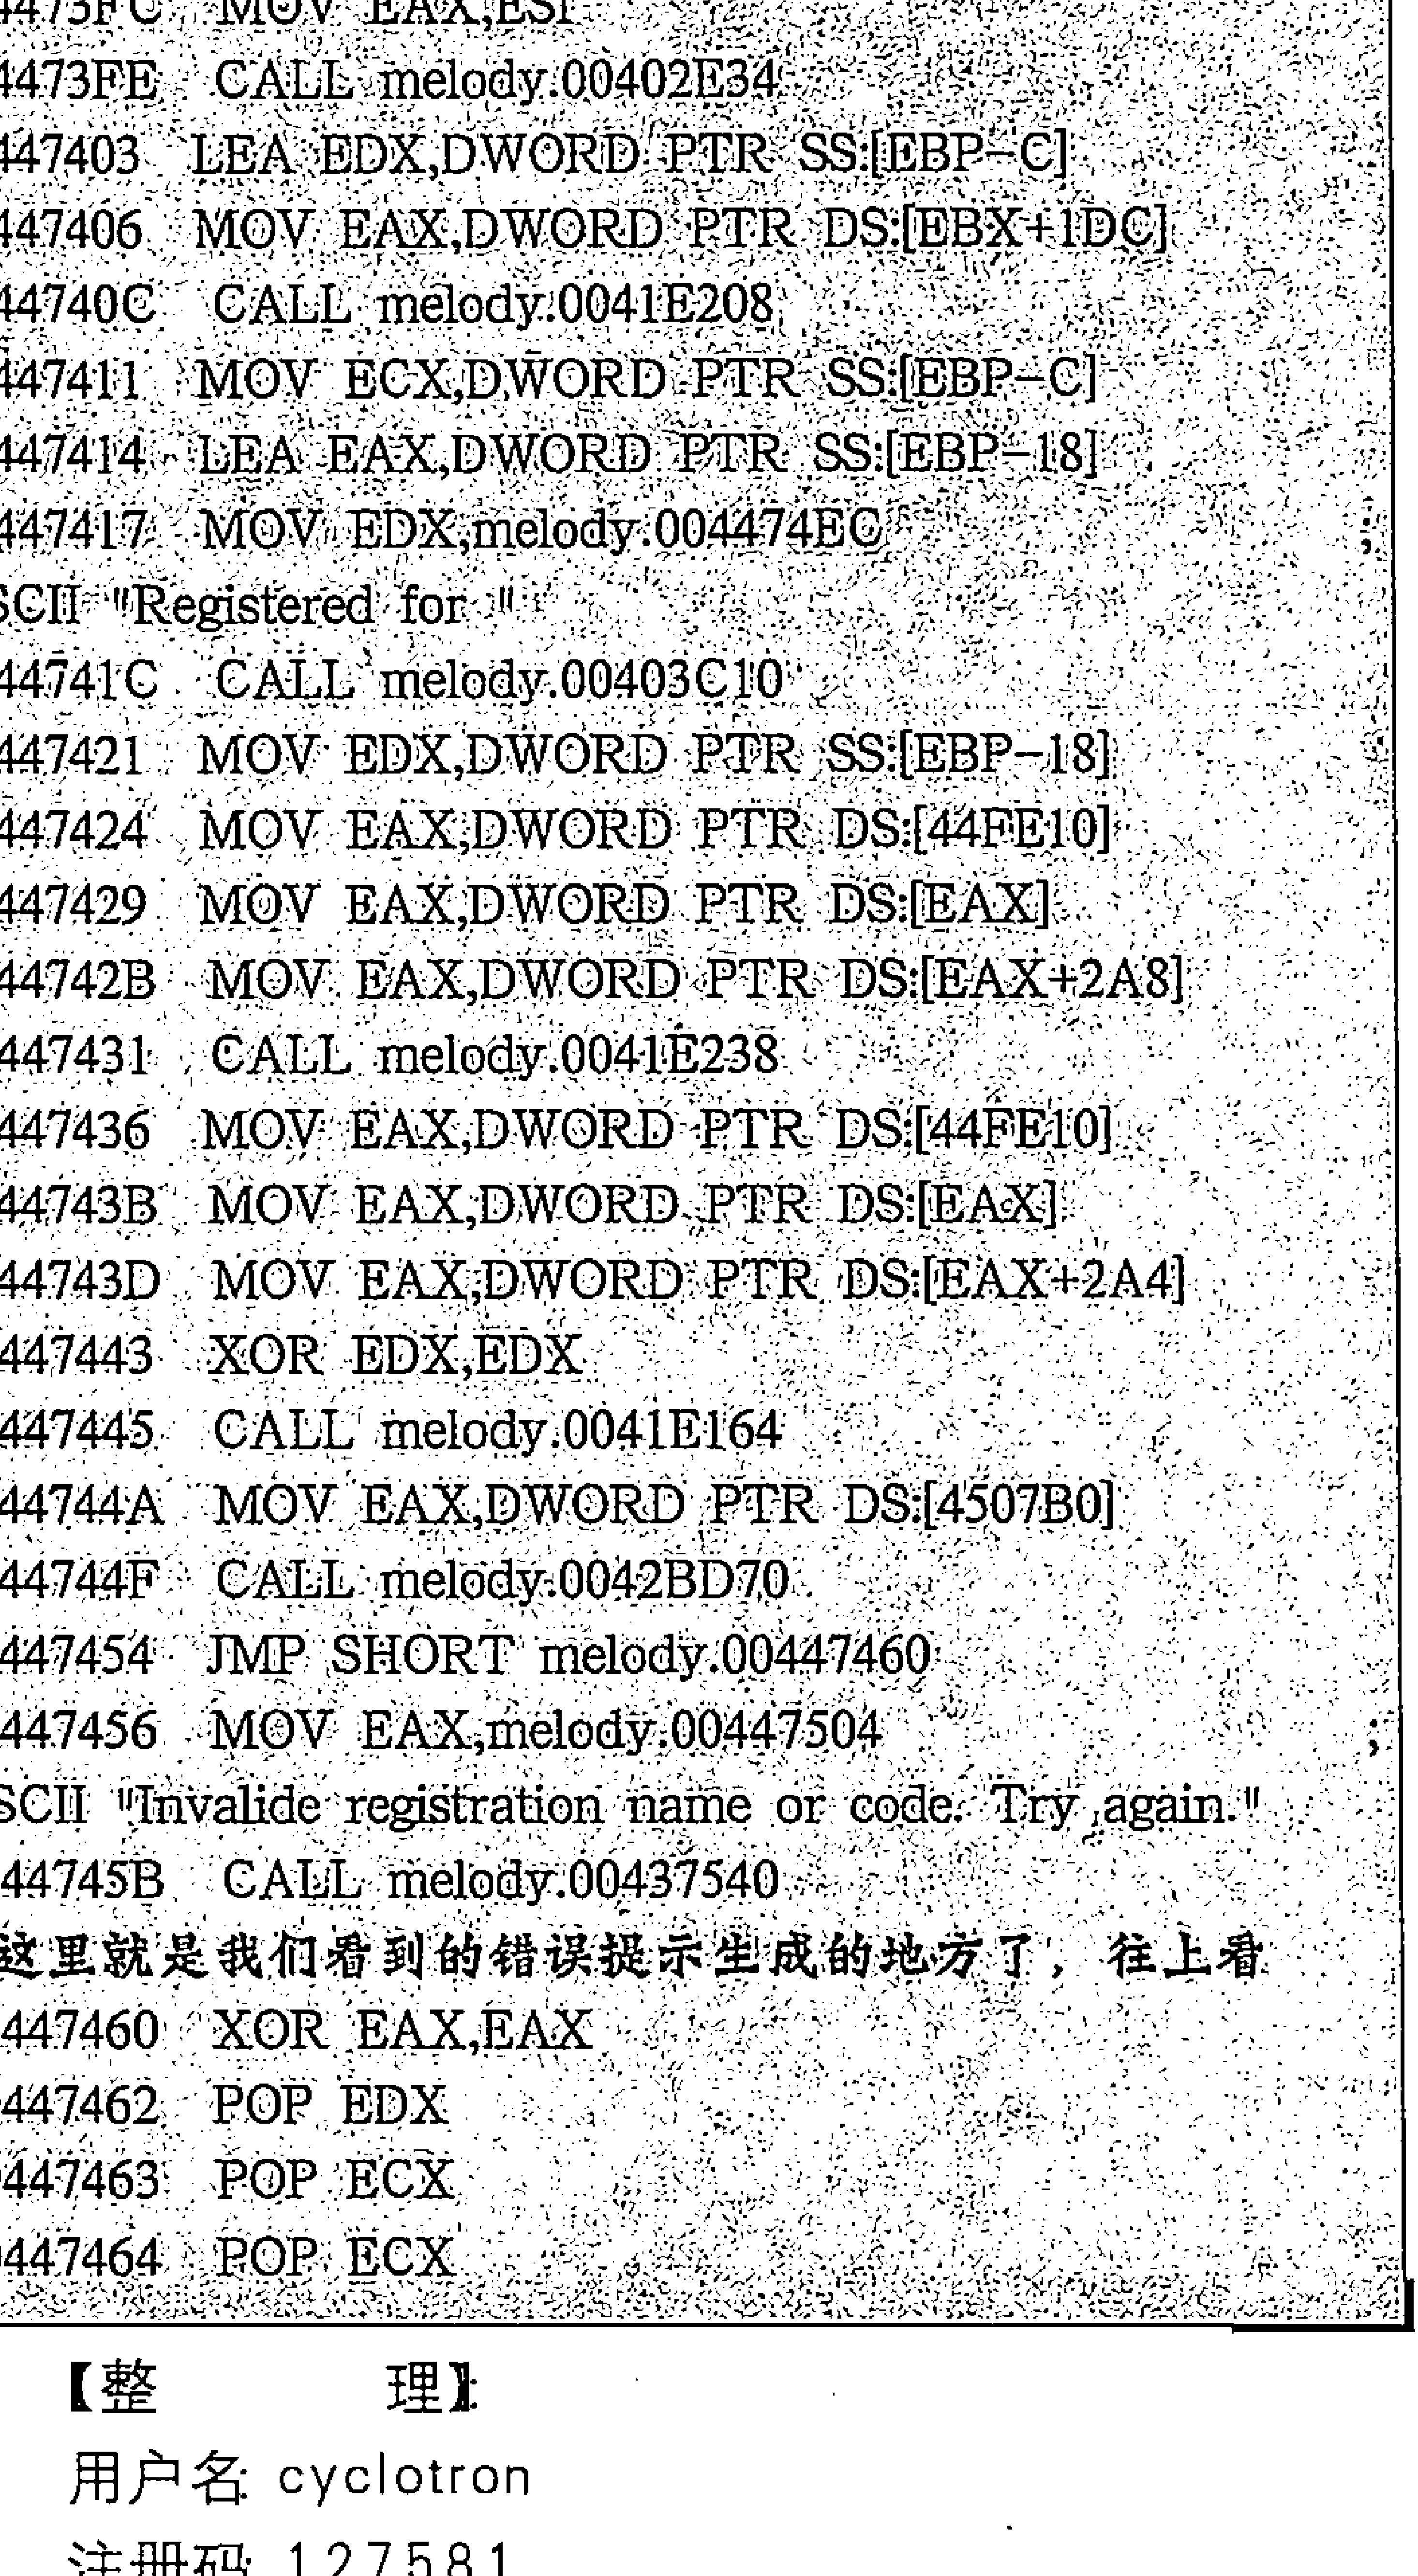 4473FC MOV EAX,ESI
4473FE CALL melody.00402E34
447403 LEA EDX,DWORD PTR SS:[EBP-C]
447406 MOV EAX,DWORD PTR DS:[EBX+1DC]
44740C CALL melody.0041E208
447411 MOV ECX,DWORD PTR SS:[EBP-C]
447414 LEA EAX,DWORD PTR SS:[EBP-18]
447417 MOV EDX,melody.004474EC ;
SCII "Registered for "
44741C CALL melody.00403C10
447421 MOV EDX,DWORD PTR SS:[EBP-18]
447424 MOV EAX,DWORD PTR DS:[44FE10]
447429 MOV EAX,DWORD PTR DS:[EAX]
44742B MOV EAX,DWORD PTR DS:[EAX+2A8]
447431 CALL melody.0041E238
447436 MOV EAX,DWORD PTR DS:[44FE10]
44743B MOV EAX,DWORD PTR DS:[EAX]
44743D MOV EAX,DWORD PTR DS:[EAX+2A4]
447443 XOR EDX,EDX
447445 CALL melody.0041E164
44744A MOV EAX,DWORD PTR DS:[4507B0]
44744F CALL melody.0042BD70
447454 JMP SHORT melody.00447460
447456 MOV EAX,melody.00447504 ;
SCII "Invalide registration name or code. Try again."
44745B CALL melody.00437540
这里就是我们看到的错误提示生成的地方了，往上看
447460 XOR EAX,EAX
447462 POP EDX
447463 POP ECX
447464 POP ECX
【整 理】:
用户名: cyclotron
注册码: 127581